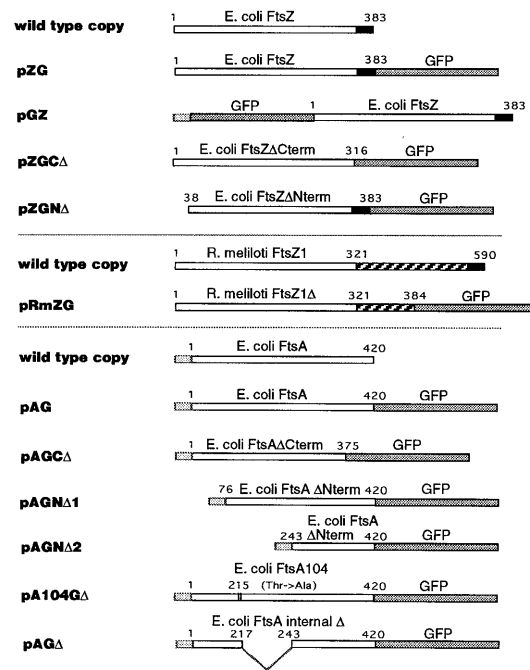 1 E. coli FtsZ 383
wild type copy
1 E. coli FtsZ 383 GFP
pZG
GFP 1 E. coli FtsZ 383
pGZ
1 E. coli FtsZΔCterm 316 GFP
pZGCΔ
38 E. coli FtsZΔNterm 383 GFP
pZGNΔ
1 R. meliloti FtsZ1 321 590
wild type copy
1 R. meliloti FtsZ1Δ 321 384 GFP
pRmZG
1 E. coli FtsA 420
wild type copy
1 E. coli FtsA 420 GFP
pAG
1 E. coli FtsAΔCterm 375 GFP
pAGCΔ
76 E. coli FtsA ΔNterm 420 GFP
pAGNΔ1
E. coli FtsA
243 ΔNterm 420 GFP
pAGNΔ2
E. coli FtsA104
1 215 (Thr->Ala) 420 GFP
pA104GΔ
E. coli FtsA internal Δ
1 217 243 420 GFP
pAGΔ